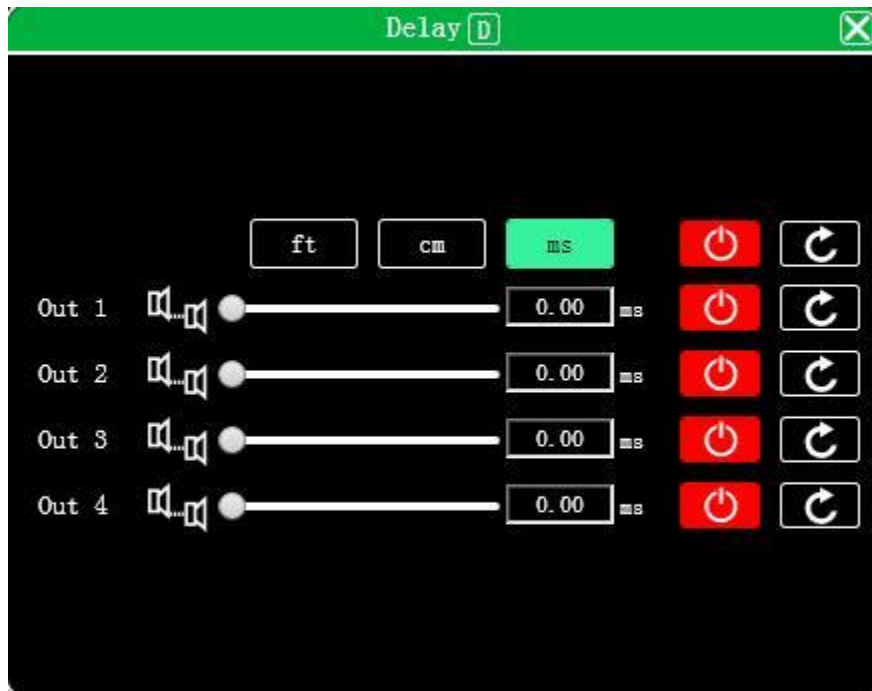 Delay D
ft cm ms
Out 1 0.00 ms
Out 2 0.00 ms
Out 3 0.00 ms
Out 4 0.00 ms